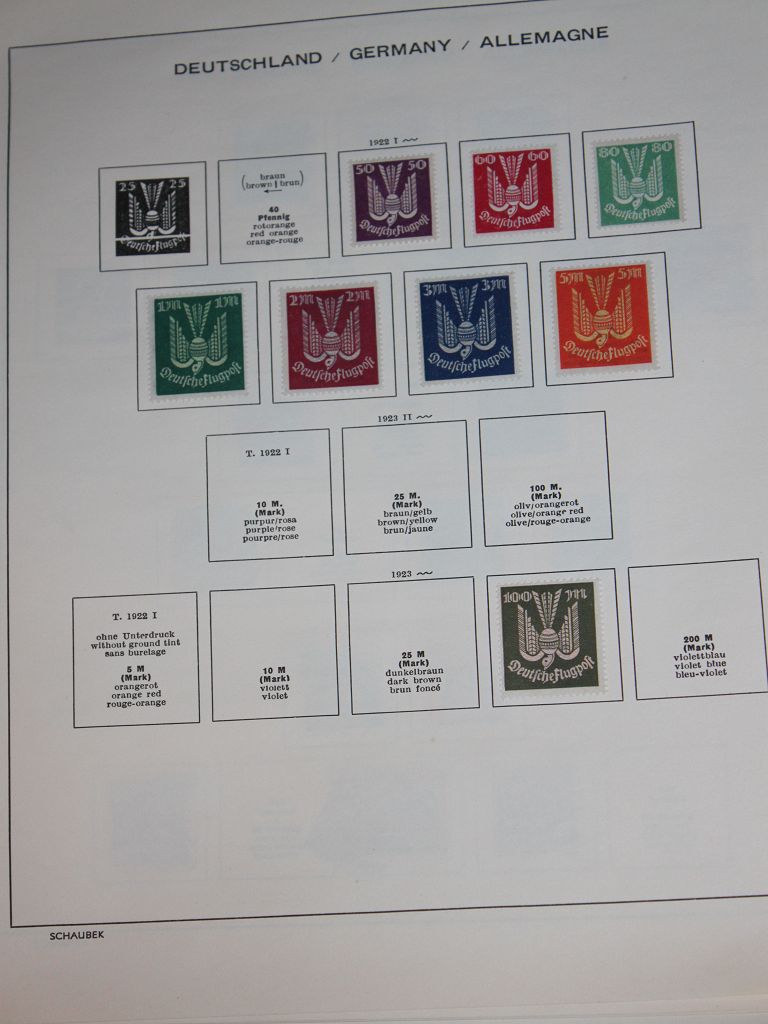 DEUTSCHLAND / GERMANY / ALLEMAGNE
1922 I
25 25
Deutsche Flugpost
braun
(brown | brun)
40
Pfennig
rotorange
red orange
orange-rouge
50 50
Deutsche Flugpost
60 60
Deutsche Flugpost
80 80
Deutsche Flugpost
1M 1M
Deutsche Flugpost
2M 2M
Deutsche Flugpost
3M 3M
Deutsche Flugpost
5M 5M
Deutsche Flugpost
1923 II
T. 1922 I
10 M.
(Mark)
purpur/rosa
purple/rose
pourpre/rose
25 M.
(Mark)
braun/gelb
brown/yellow
brun/jaune
100 M.
(Mark)
oliv/orangerot
olive/orange red
olive/rouge-orange
1923
T. 1922 I
ohne Unterdruck
without ground tint
sans burelage
5 M
(Mark)
orangerot
orange red
rouge-orange
10 M
(Mark)
violett
violet
25 M
(Mark)
dunkelbraun
dark brown
brun foncé
100 M
Deutsche Flugpost
200 M
(Mark)
violettblau
violet blue
bleu-violet
SCHAUBEK